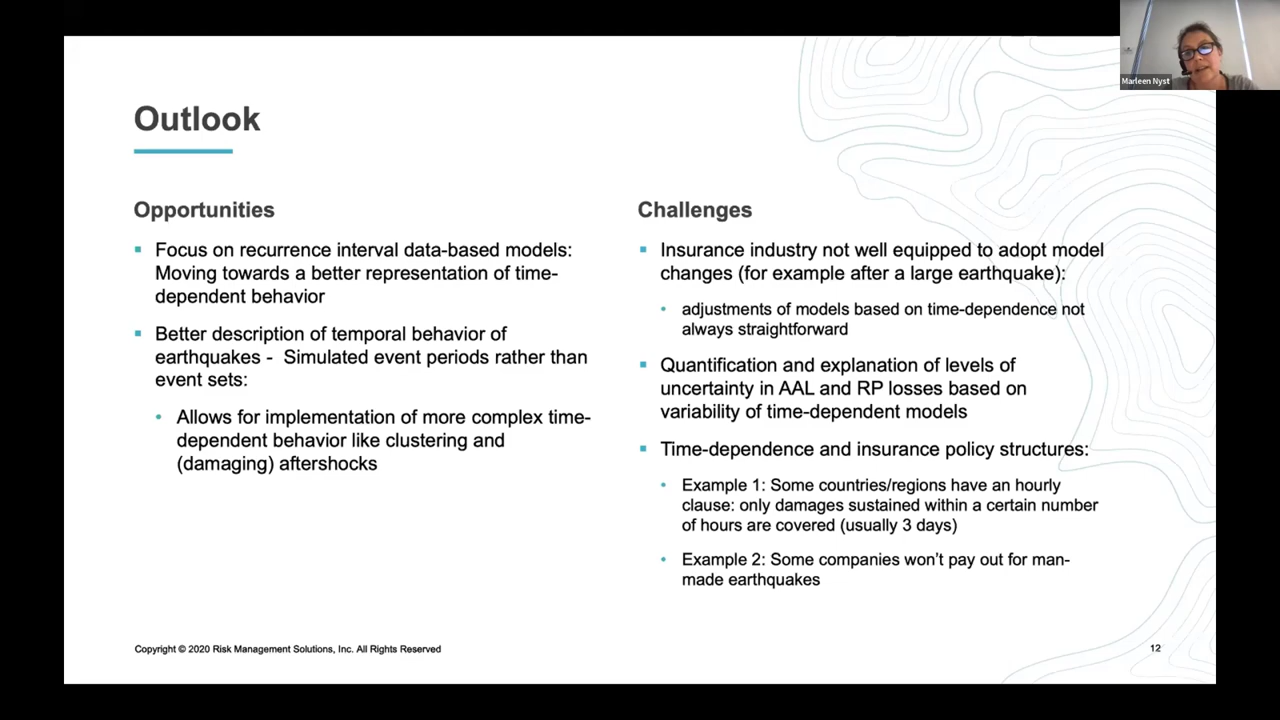 Marleen Nyst
Outlook
Opportunities
▪ Focus on recurrence interval data-based models:
Moving towards a better representation of time-
dependent behavior
▪ Better description of temporal behavior of
earthquakes - Simulated event periods rather than
event sets:
• Allows for implementation of more complex time-
dependent behavior like clustering and
(damaging) aftershocks
Challenges
▪ Insurance industry not well equipped to adopt model
changes (for example after a large earthquake):
• adjustments of models based on time-dependence not
always straightforward
▪ Quantification and explanation of levels of
uncertainty in AAL and RP losses based on
variability of time-dependent models
▪ Time-dependence and insurance policy structures:
• Example 1: Some countries/regions have an hourly
clause: only damages sustained within a certain number
of hours are covered (usually 3 days)
• Example 2: Some companies won’t pay out for man-
made earthquakes
Copyright © 2020 Risk Management Solutions, Inc. All Rights Reserved
12